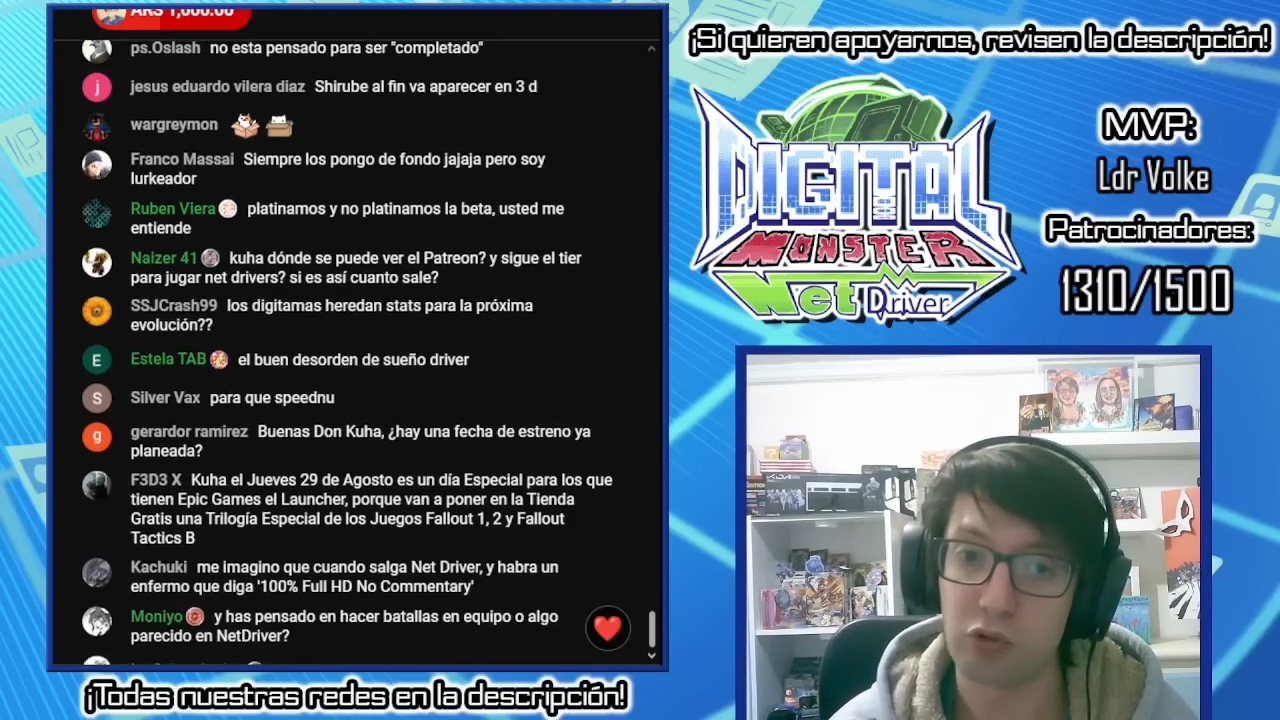 ARS 1,000.00
ps.Oslash no esta pensado para ser "completado"
jesus eduardo vilera diaz Shirube al fin va aparecer en 3 d
wargreymon
Franco Massai Siempre los pongo de fondo jajaja pero soy
lurkeador
Ruben Viera platinamos y no platinamos la beta, usted me
entiende
Naizer 41 kuha dónde se puede ver el Patreon? y sigue el tier
para jugar net drivers? si es así cuanto sale?
SSJCrash99 los digitamas heredan stats para la próxima
evolución??
Estela TAB el buen desorden de sueño driver
Silver Vax para que speednu
gerardor ramirez Buenas Don Kuha, ¿hay una fecha de estreno ya
planeada?
F3D3 X Kuha el Jueves 29 de Agosto es un día Especial para los que
tienen Epic Games el Launcher, porque van a poner en la Tienda
Gratis una Trilogía Especial de los Juegos Fallout 1, 2 y Fallout
Tactics B
Kachuki me imagino que cuando salga Net Driver, y habra un
enfermo que diga '100% Full HD No Commentary'
Moniyo y has pensado en hacer batallas en equipo o algo
parecido en NetDriver?
¡Todas nuestras redes en la descripción!
¡Si quieren apoyarnos, revisen la descripción!
DIGITAL
MONSTER
Net Driver
MVP:
Ldr Volke
Patrocinadores:
1310/1500